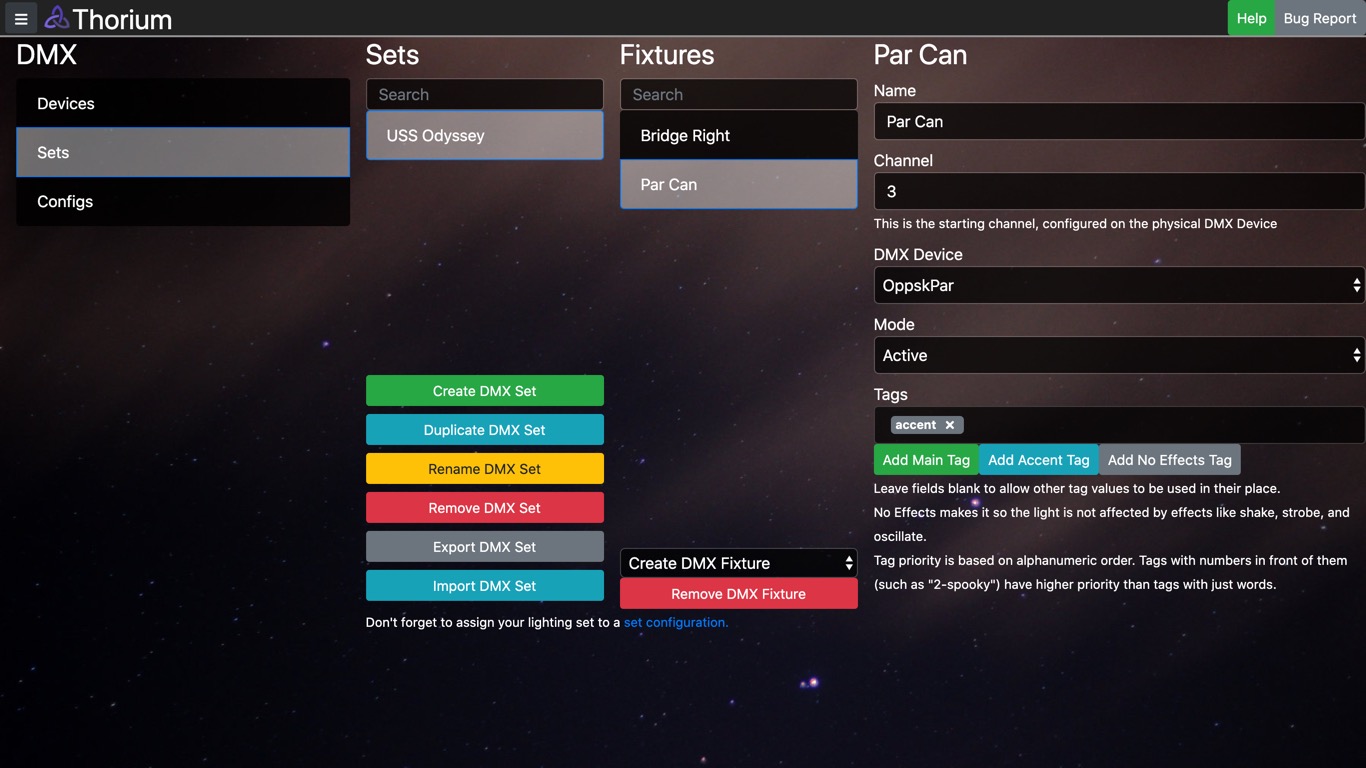 Thorium
Help
Bug Report
DMX
Devices
Sets
Configs
Sets
Search
USS Odyssey
Create DMX Set
Duplicate DMX Set
Rename DMX Set
Remove DMX Set
Export DMX Set
Import DMX Set
Don't forget to assign your lighting set to a set configuration.
Fixtures
Search
Bridge Right
Par Can
Create DMX Fixture
Remove DMX Fixture
Par Can
Name
Par Can
Channel
3
This is the starting channel, configured on the physical DMX Device
DMX Device
OppskPar
Mode
Active
Tags
accent ×
Add Main Tag
Add Accent Tag
Add No Effects Tag
Leave fields blank to allow other tag values to be used in their place.
No Effects makes it so the light is not affected by effects like shake, strobe, and
oscillate.
Tag priority is based on alphanumeric order. Tags with numbers in front of them
(such as "2-spooky") have higher priority than tags with just words.